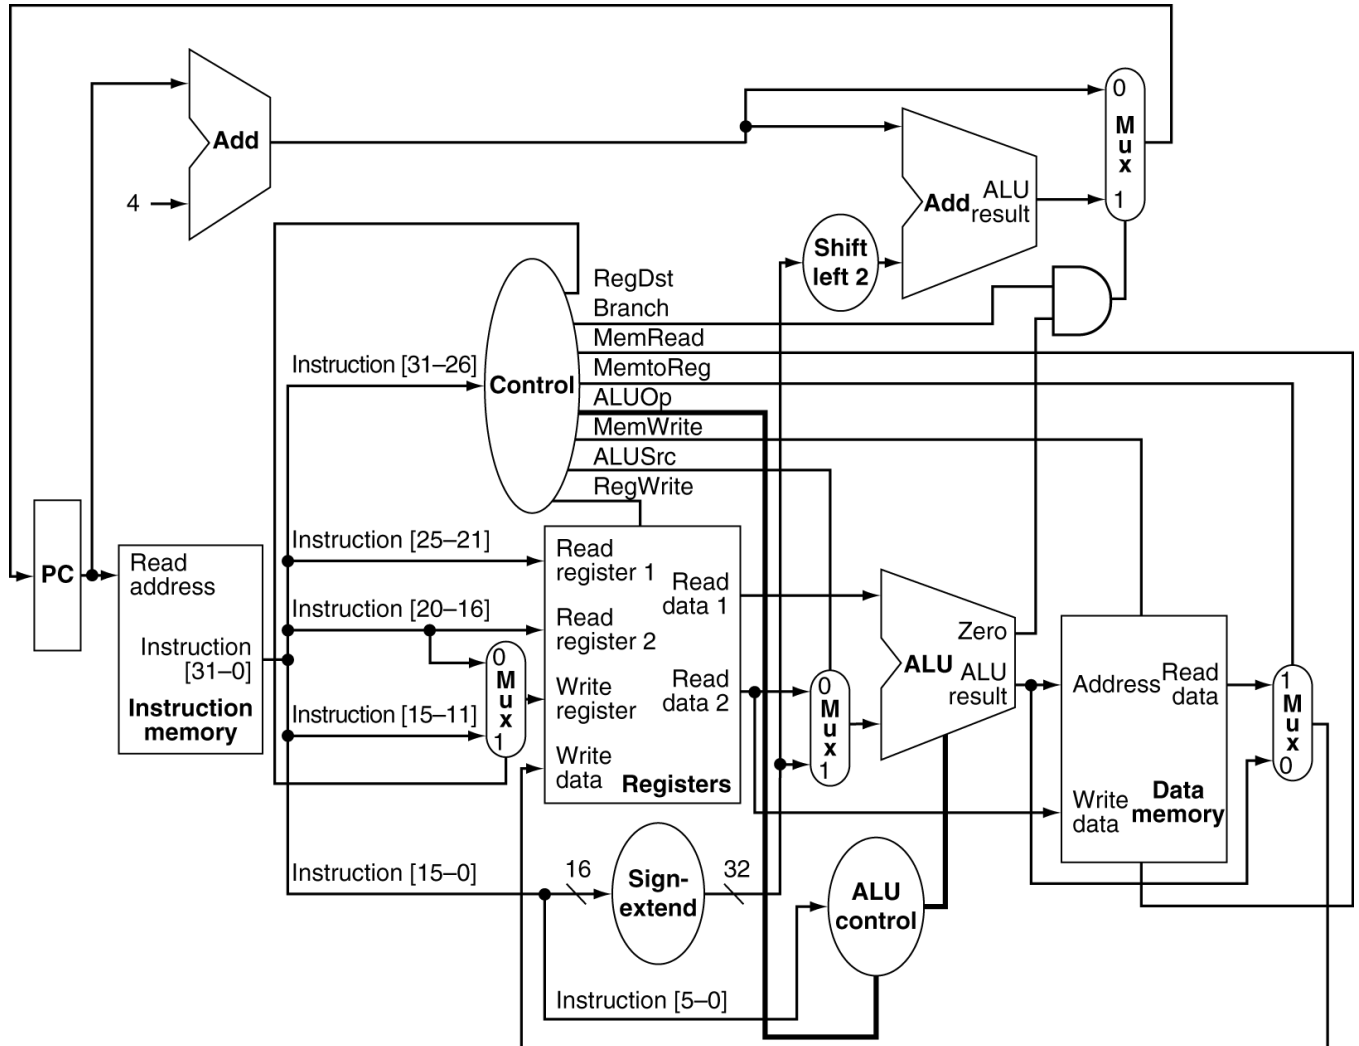 0
M
u
x
1
Add
4
Add
ALU
result
Shift
left 2
RegDst
Branch
MemRead
MemtoReg
ALUOp
MemWrite
ALUSrc
RegWrite
Control
Instruction [31–26]
PC
Read
address
Instruction
[31–0]
Instruction
memory
Instruction [25–21]
Instruction [20–16]
Instruction [15–11]
0
M
u
x
1
Read
register 1
Read
register 2
Write
register
Write
data
Read
data 1
Read
data 2
Registers
0
M
u
x
1
Zero
ALU
ALU
result
Address
Read
data
Write
data
Data
memory
1
M
u
x
0
Instruction [15–0]
16
Sign-
extend
32
ALU
control
Instruction [5–0]